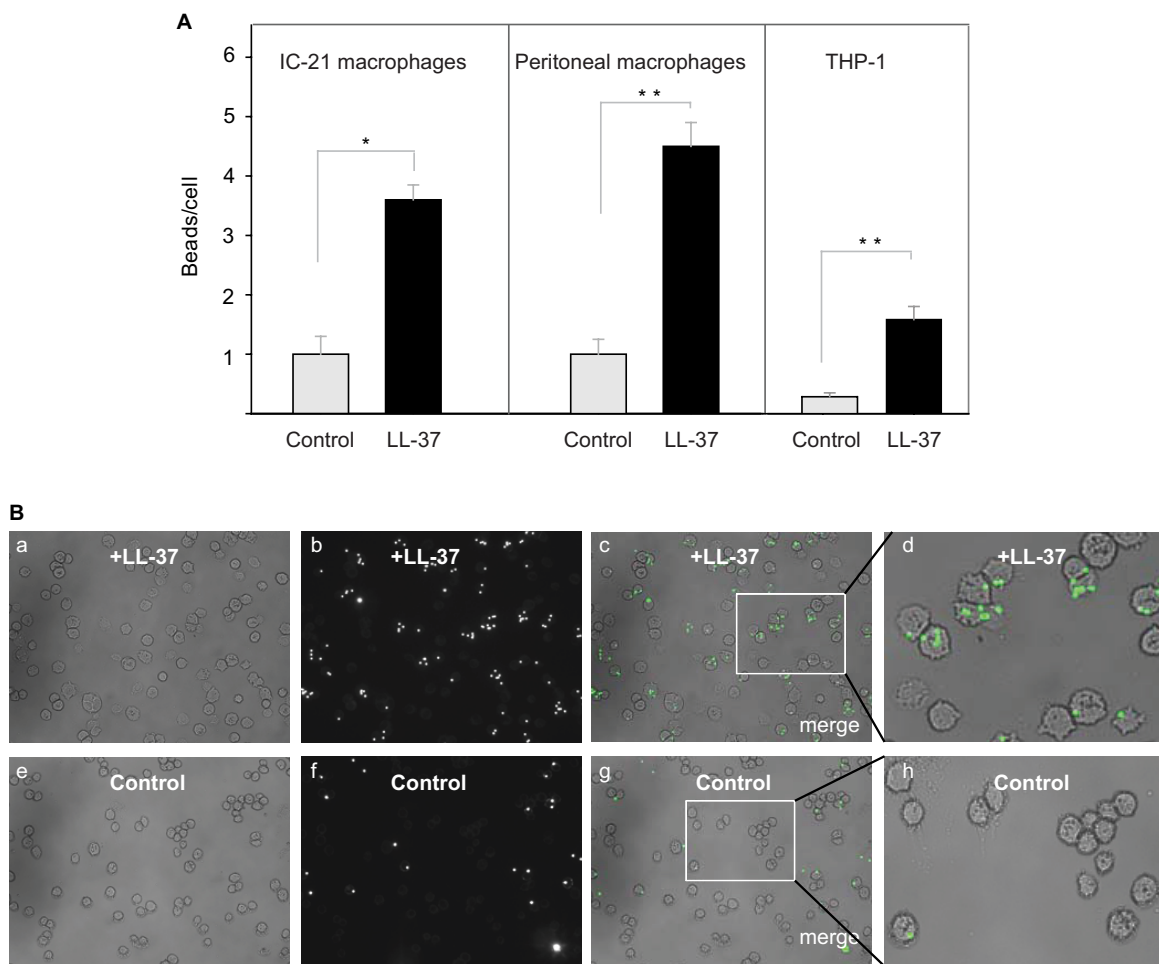 A
IC-21 macrophages
Peritoneal macrophages
THP-1
6
5
4
3
2
1
Beads/cell
*
* *
* *
Control
LL-37
Control
LL-37
Control
LL-37
B
a
+LL-37
b
+LL-37
c
+LL-37
merge
d
+LL-37
e
Control
f
Control
g
Control
merge
h
Control